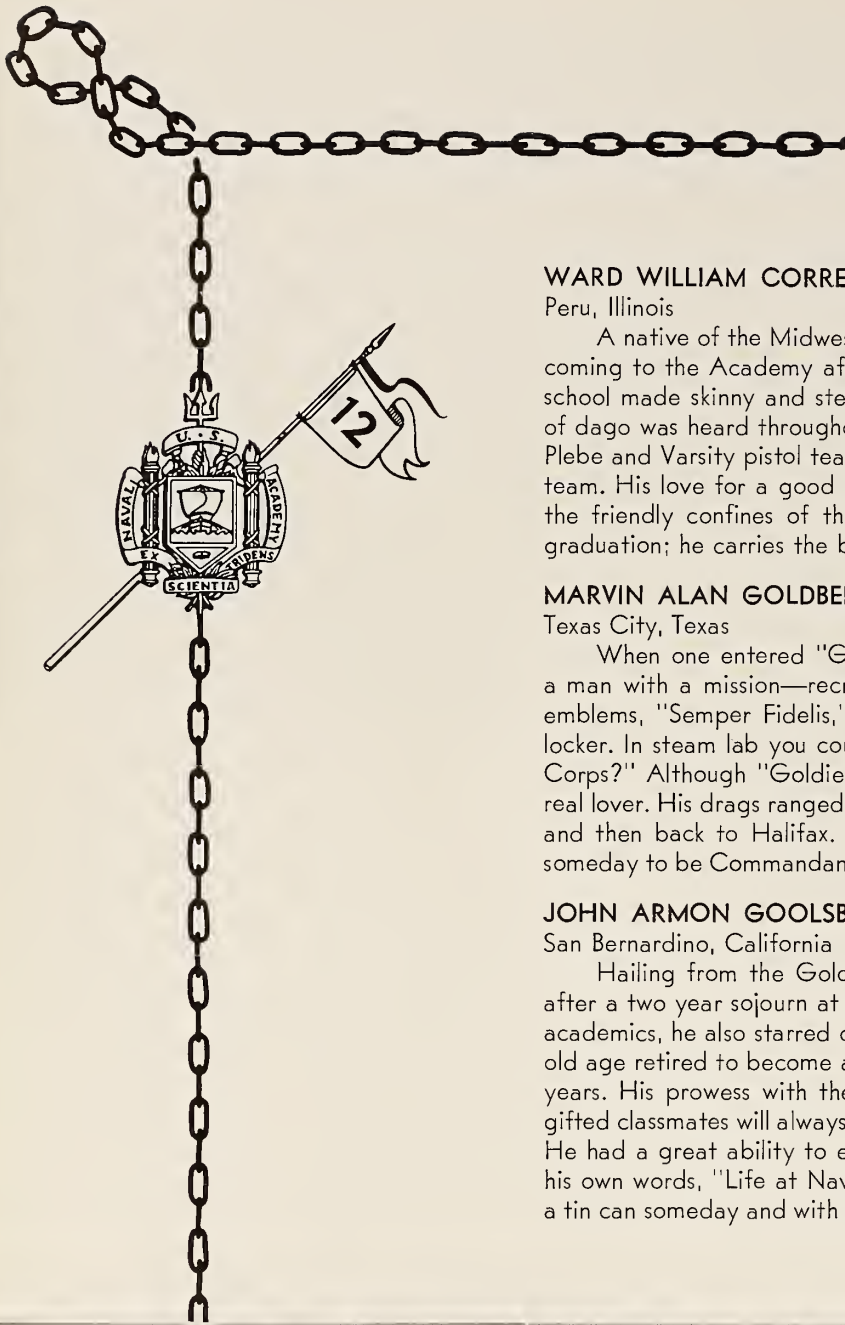 12
U. S.
NAVAL
ACADEMY
EX
TRIDENS
SCIENTIA
WARD WILLIAM CORRE
Peru, Illinois
A native of the Midwes
coming to the Academy af
school made skinny and ste
of dago was heard througho
Plebe and Varsity pistol tea
team. His love for a good
the friendly confines of th
graduation; he carries the b
MARVIN ALAN GOLDBE
Texas City, Texas
When one entered "G
a man with a mission—recr
emblems, "Semper Fidelis,'
locker. In steam lab you cou
Corps?" Although "Goldie
real lover. His drags ranged
and then back to Halifax.
someday to be Commandan
JOHN ARMON GOOLSB
San Bernardino, California
Hailing from the Gold
after a two year sojourn at
academics, he also starred o
old age retired to become a
years. His prowess with the
gifted classmates will always
He had a great ability to e
his own words, "Life at Nav
a tin can someday and with